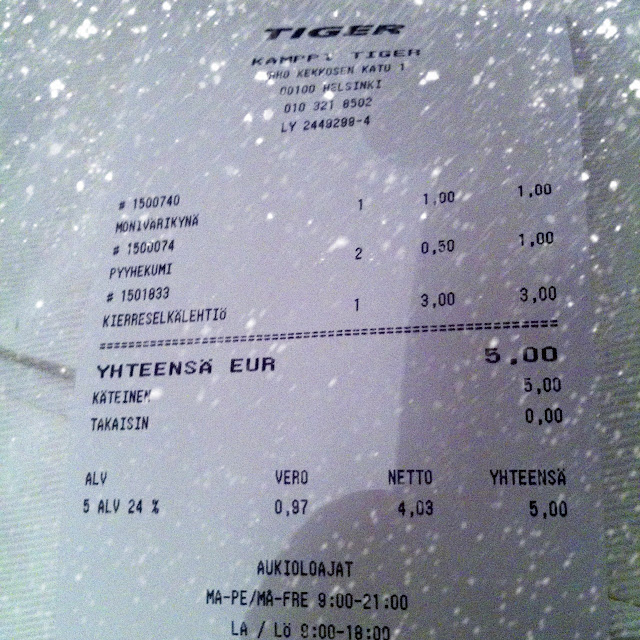 TIGER
KAMPPI TIGER
URHO KEKKOSEN KATU 1
00100 HELSINKI
010 321 8502
LY 2449298-4
# 1500740 1 1,00 1,00
MONIVÄRIKYNÄ
# 1500074 2 0,50 1,00
PYYHEKUMI
# 1501833 1 3,00 3,00
KIERRESELKÄLEHTIÖ
YHTEENSÄ EUR 5.00
KÄTEINEN 5,00
TAKAISIN 0,00
ALV VERO NETTO YHTEENSÄ
5 ALV 24 % 0,97 4,03 5,00
AUKIOLOAJAT
MA-PE/MA-FRE 9:00-21:00
LA / LÖ 9:00-18:00